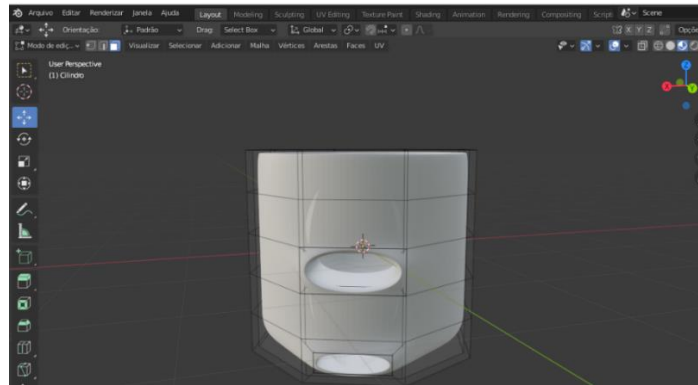 Arquivo Editar Renderizar Janela Ajuda Layout Modeling Sculpting UV Editing Texture Paint Shading Animation Rendering Compositing Script Scene
Orientação: Padrão Drag: Select Box Global X Y Z Opçõe
Modo de ediç... Visualizar Selecionar Adicionar Malha Vértices Arestas Faces UV
User Perspective
(1) Cilindro
Z
X
Y